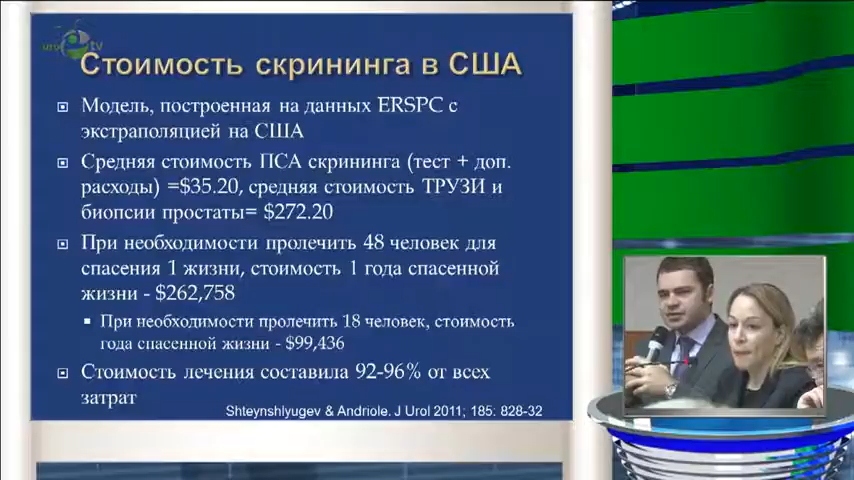 uro tv
Стоимость скрининга в США
Модель, построенная на данных ERSPC с
экстраполяцией на США
Средняя стоимость ПСА скрининга (тест + доп.
расходы) =$35.20, средняя стоимость ТРУЗИ и
биопсии простаты= $272.20
При необходимости пролечить 48 человек для
спасения 1 жизни, стоимость 1 года спасенной
жизни - $262,758
При необходимости пролечить 18 человек, стоимость
года спасенной жизни - $99,436
Стоимость лечения составила 92-96% от всех
затрат
Shteynshlyugev & Andriole. J Urol 2011; 185: 828-32